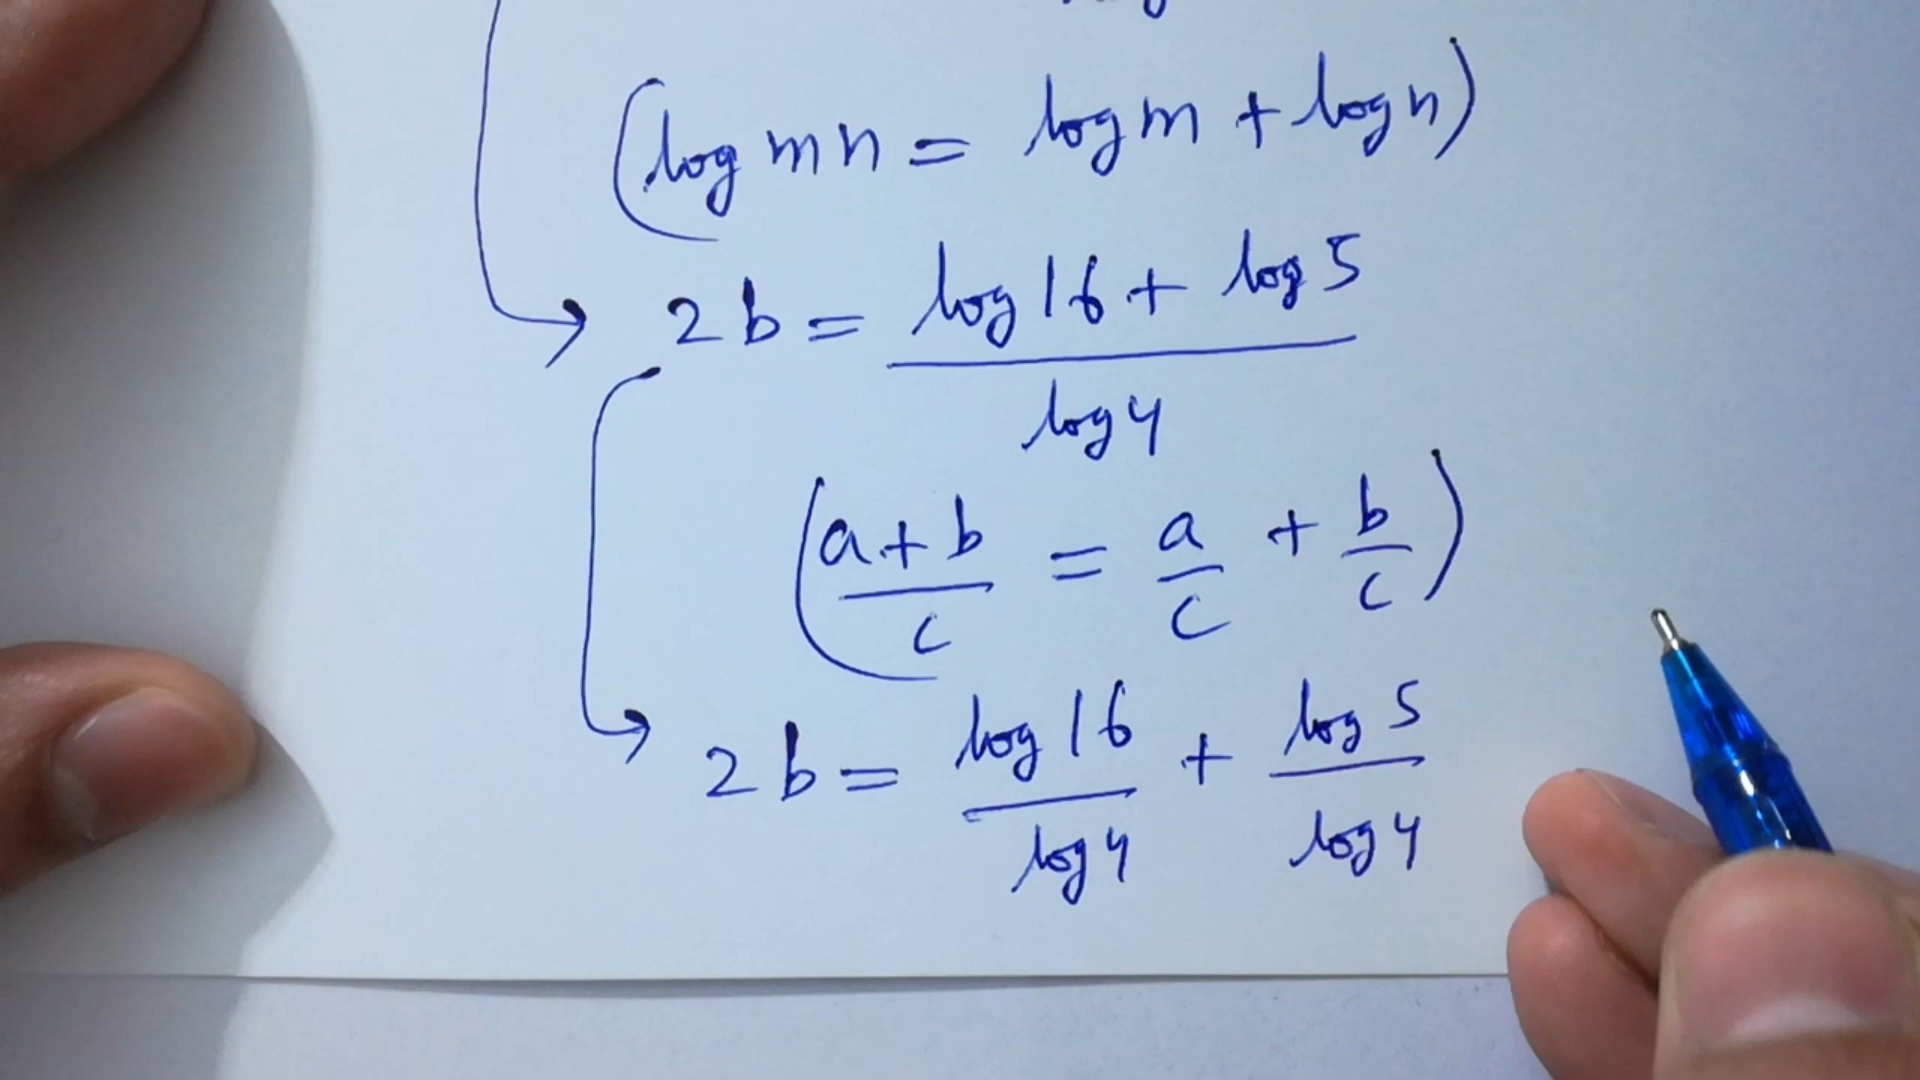 (log mn = log m + log n)
2b = (log 16 + log 5) / log 4
((a + b) / c = a / c + b / c)
2b = log 16 / log 4 + log 5 / log 4